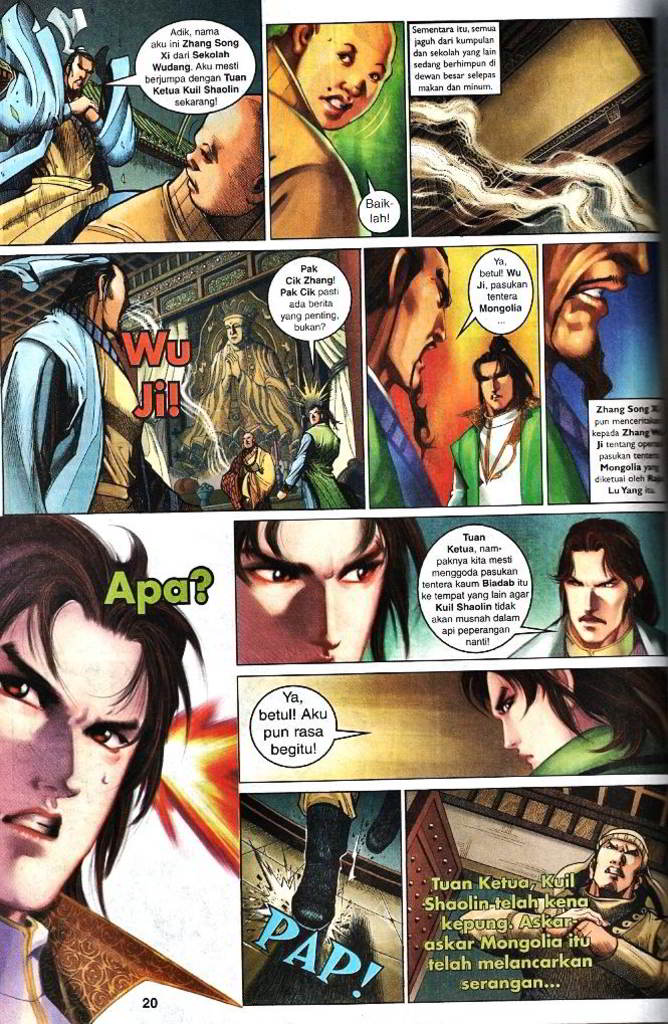 Adik, nama
aku ini Zhang Song
Xi dari Sekolah
Wudang. Aku mesti
berjumpa dengan Tuan
Ketua Kuil Shaolin
sekarang!
Baik-
lah!
Sementara itu, semua
jaguh dari kumpulan
dan sekolah yang lain
sedang berhimpun di
dewan besar selepas
makan dan minum.
Wu
Ji!
Pak
Cik Zhang!
Pak Cik pasti
ada berita
yang penting,
bukan?
Ya,
betul! Wu
Ji, pasukan
tentera
Mongolia
...
Zhang Song
pun mencerita
kepada Zhang
Ji tentang
pasukan
Mongolia yang
diketuai oleh
Lu Yang itu.
Apa?
Tuan
Ketua, nam-
paknya kita mesti
menggoda pasukan
tentera kaum Biadab itu
ke tempat yang lain agar
Kuil Shaolin tidak
akan musnah dalam
api peperangan
nanti!
Ya,
betul! Aku
pun rasa
begitu!
PAP!
Tuan Ketua, Kuil
Shaolin telah kena
kepung. Askar-
askar Mongolia itu
telah melancarkan
serangan...
20